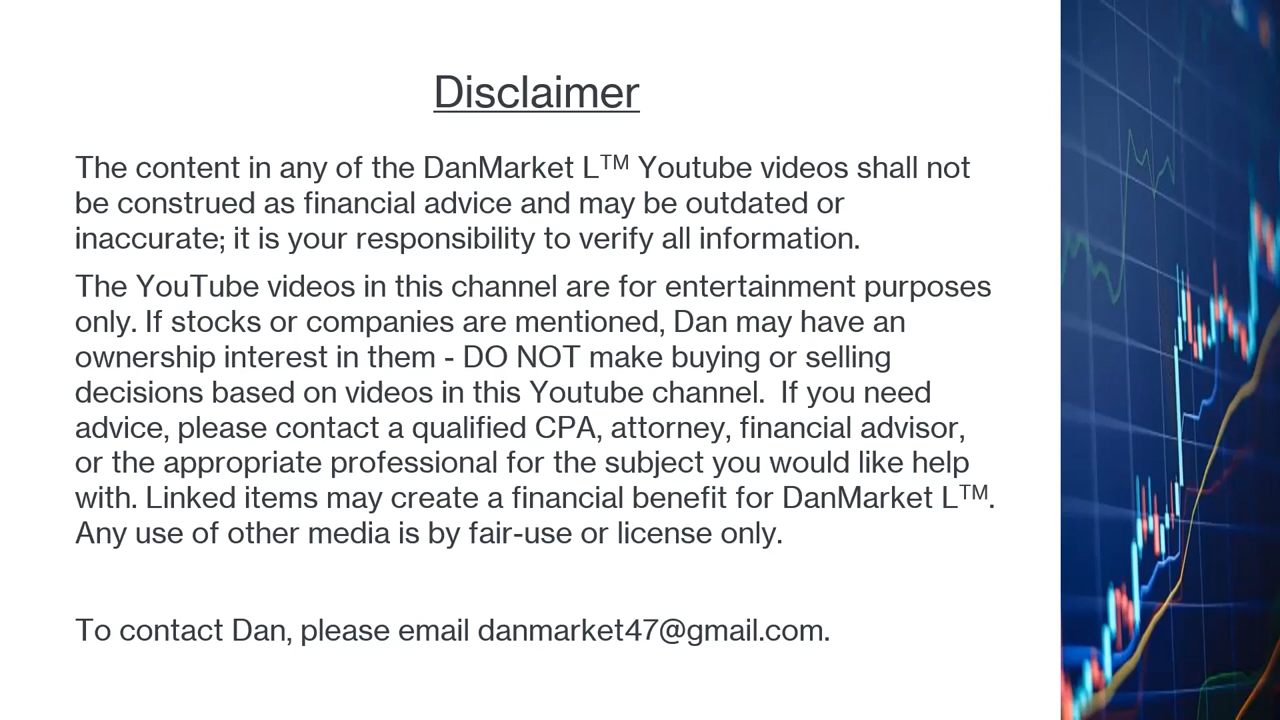 Disclaimer
The content in any of the DanMarket L™ Youtube videos shall not
be construed as financial advice and may be outdated or
inaccurate; it is your responsibility to verify all information.
The YouTube videos in this channel are for entertainment purposes
only. If stocks or companies are mentioned, Dan may have an
ownership interest in them - DO NOT make buying or selling
decisions based on videos in this Youtube channel.  If you need
advice, please contact a qualified CPA, attorney, financial advisor,
or the appropriate professional for the subject you would like help
with. Linked items may create a financial benefit for DanMarket L™.
Any use of other media is by fair-use or license only.
To contact Dan, please email danmarket47@gmail.com.